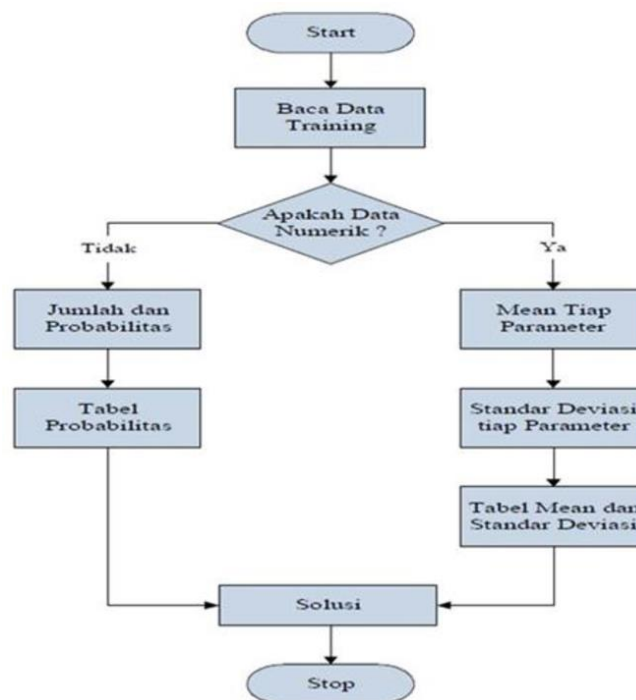 Start
Baca Data
Training
Apakah Data
Numerik ?
Tidak
Ya
Jumlah dan
Probabilitas
Mean Tiap
Parameter
Tabel
Probabilitas
Standar Deviasi
tiap Parameter
Tabel Mean dan
Standar Deviasi
Solusi
Stop